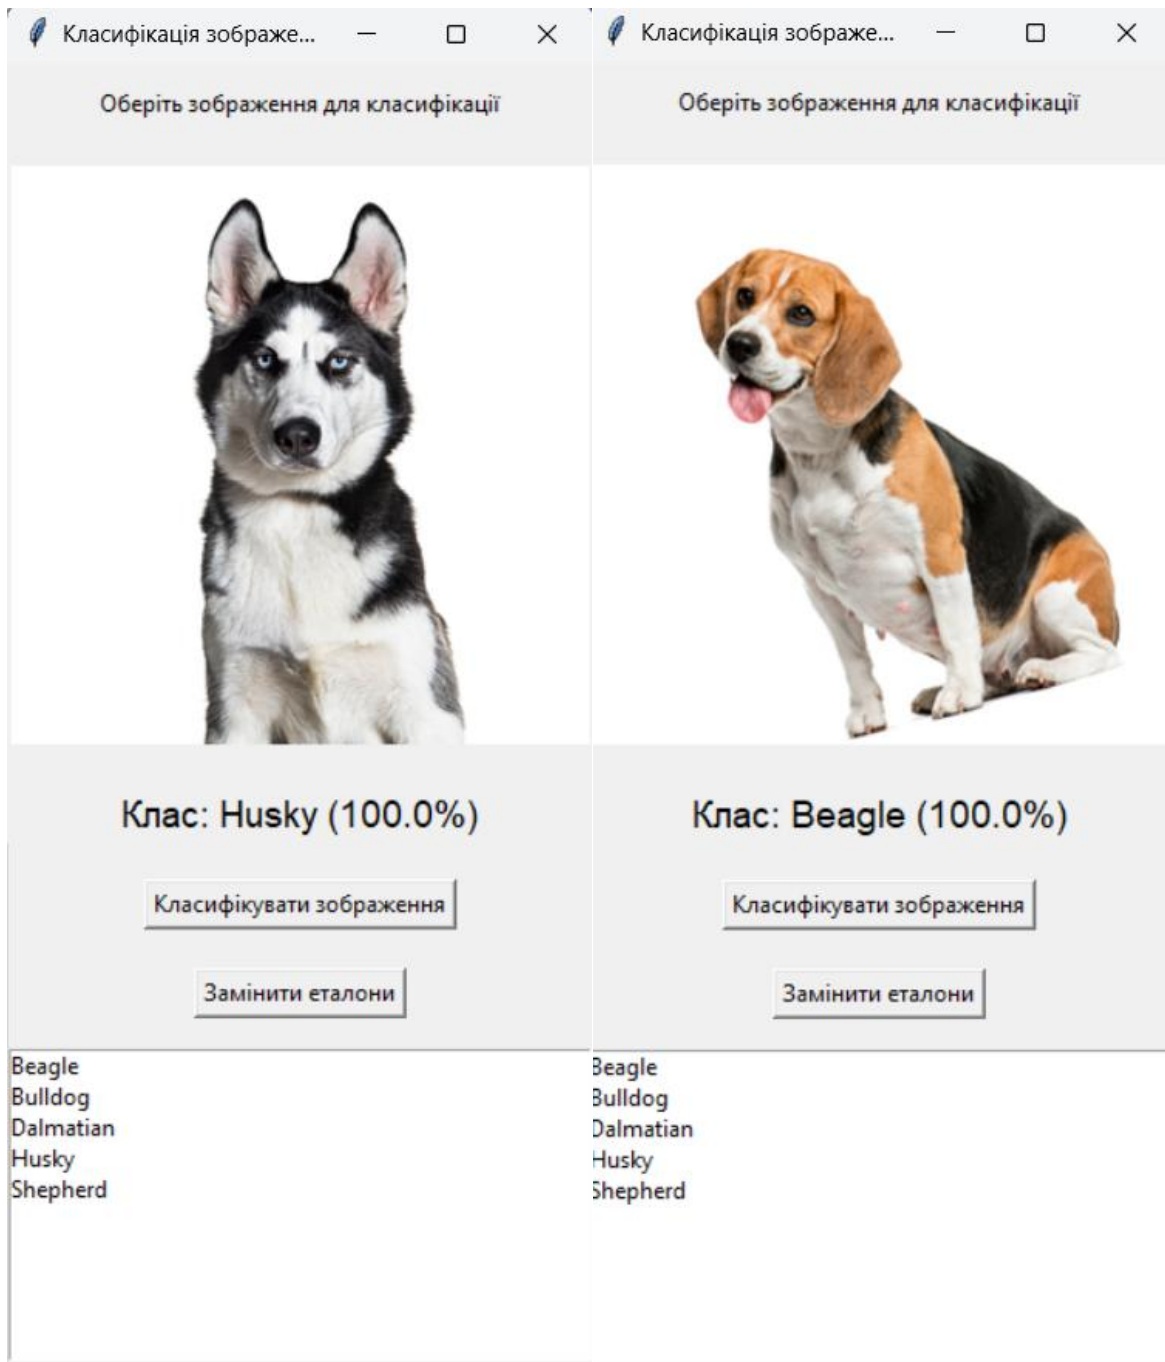 Класифікація зображе...
Оберіть зображення для класифікації
Клас: Husky (100.0%)
Класифікувати зображення
Замінити еталони
Beagle
Bulldog
Dalmatian
Husky
Shepherd
Класифікація зображе...
Оберіть зображення для класифікації
Клас: Beagle (100.0%)
Класифікувати зображення
Замінити еталони
Beagle
Bulldog
Dalmatian
Husky
Shepherd